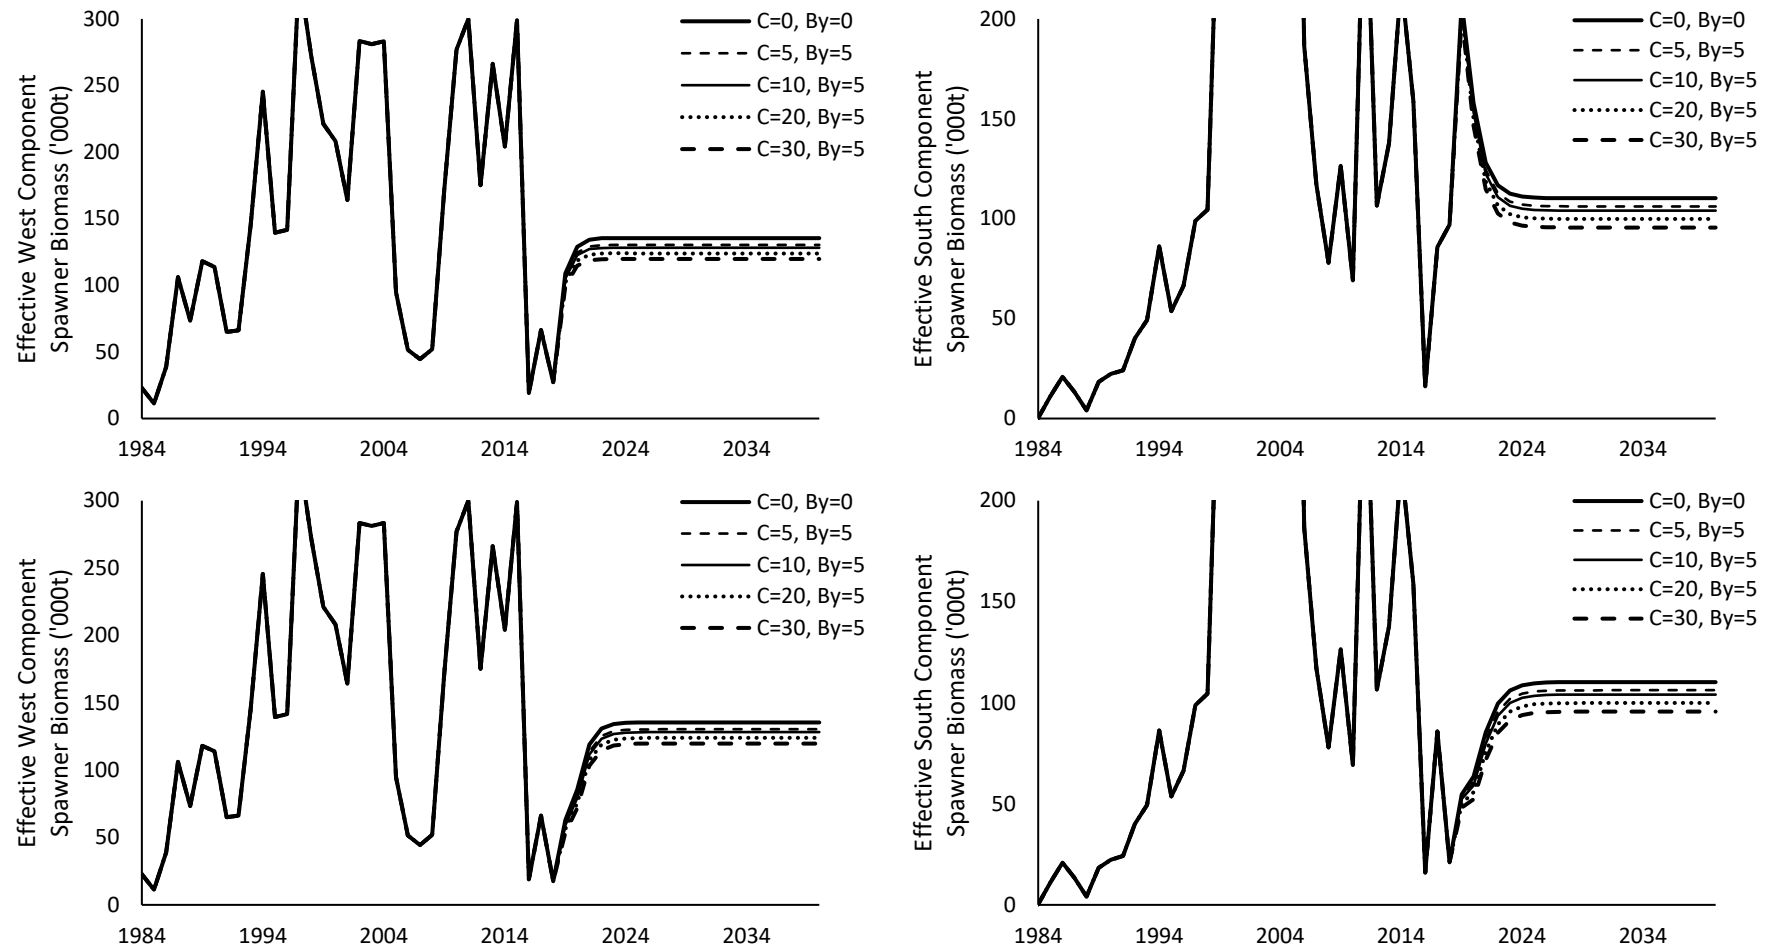 Effective West Component
Spawner Biomass ('000t)
300
250
200
150
100
50
0
1984 1994 2004 2014 2024 2034
C=0, By=0
C=5, By=5
C=10, By=5
C=20, By=5
C=30, By=5
Effective South Component
Spawner Biomass ('000t)
200
150
100
50
0
1984 1994 2004 2014 2024 2034
C=0, By=0
C=5, By=5
C=10, By=5
C=20, By=5
C=30, By=5
Effective West Component
Spawner Biomass ('000t)
300
250
200
150
100
50
0
1984 1994 2004 2014 2024 2034
C=0, By=0
C=5, By=5
C=10, By=5
C=20, By=5
C=30, By=5
Effective South Component
Spawner Biomass ('000t)
200
150
100
50
0
1984 1994 2004 2014 2024 2034
C=0, By=0
C=5, By=5
C=10, By=5
C=20, By=5
C=30, By=5